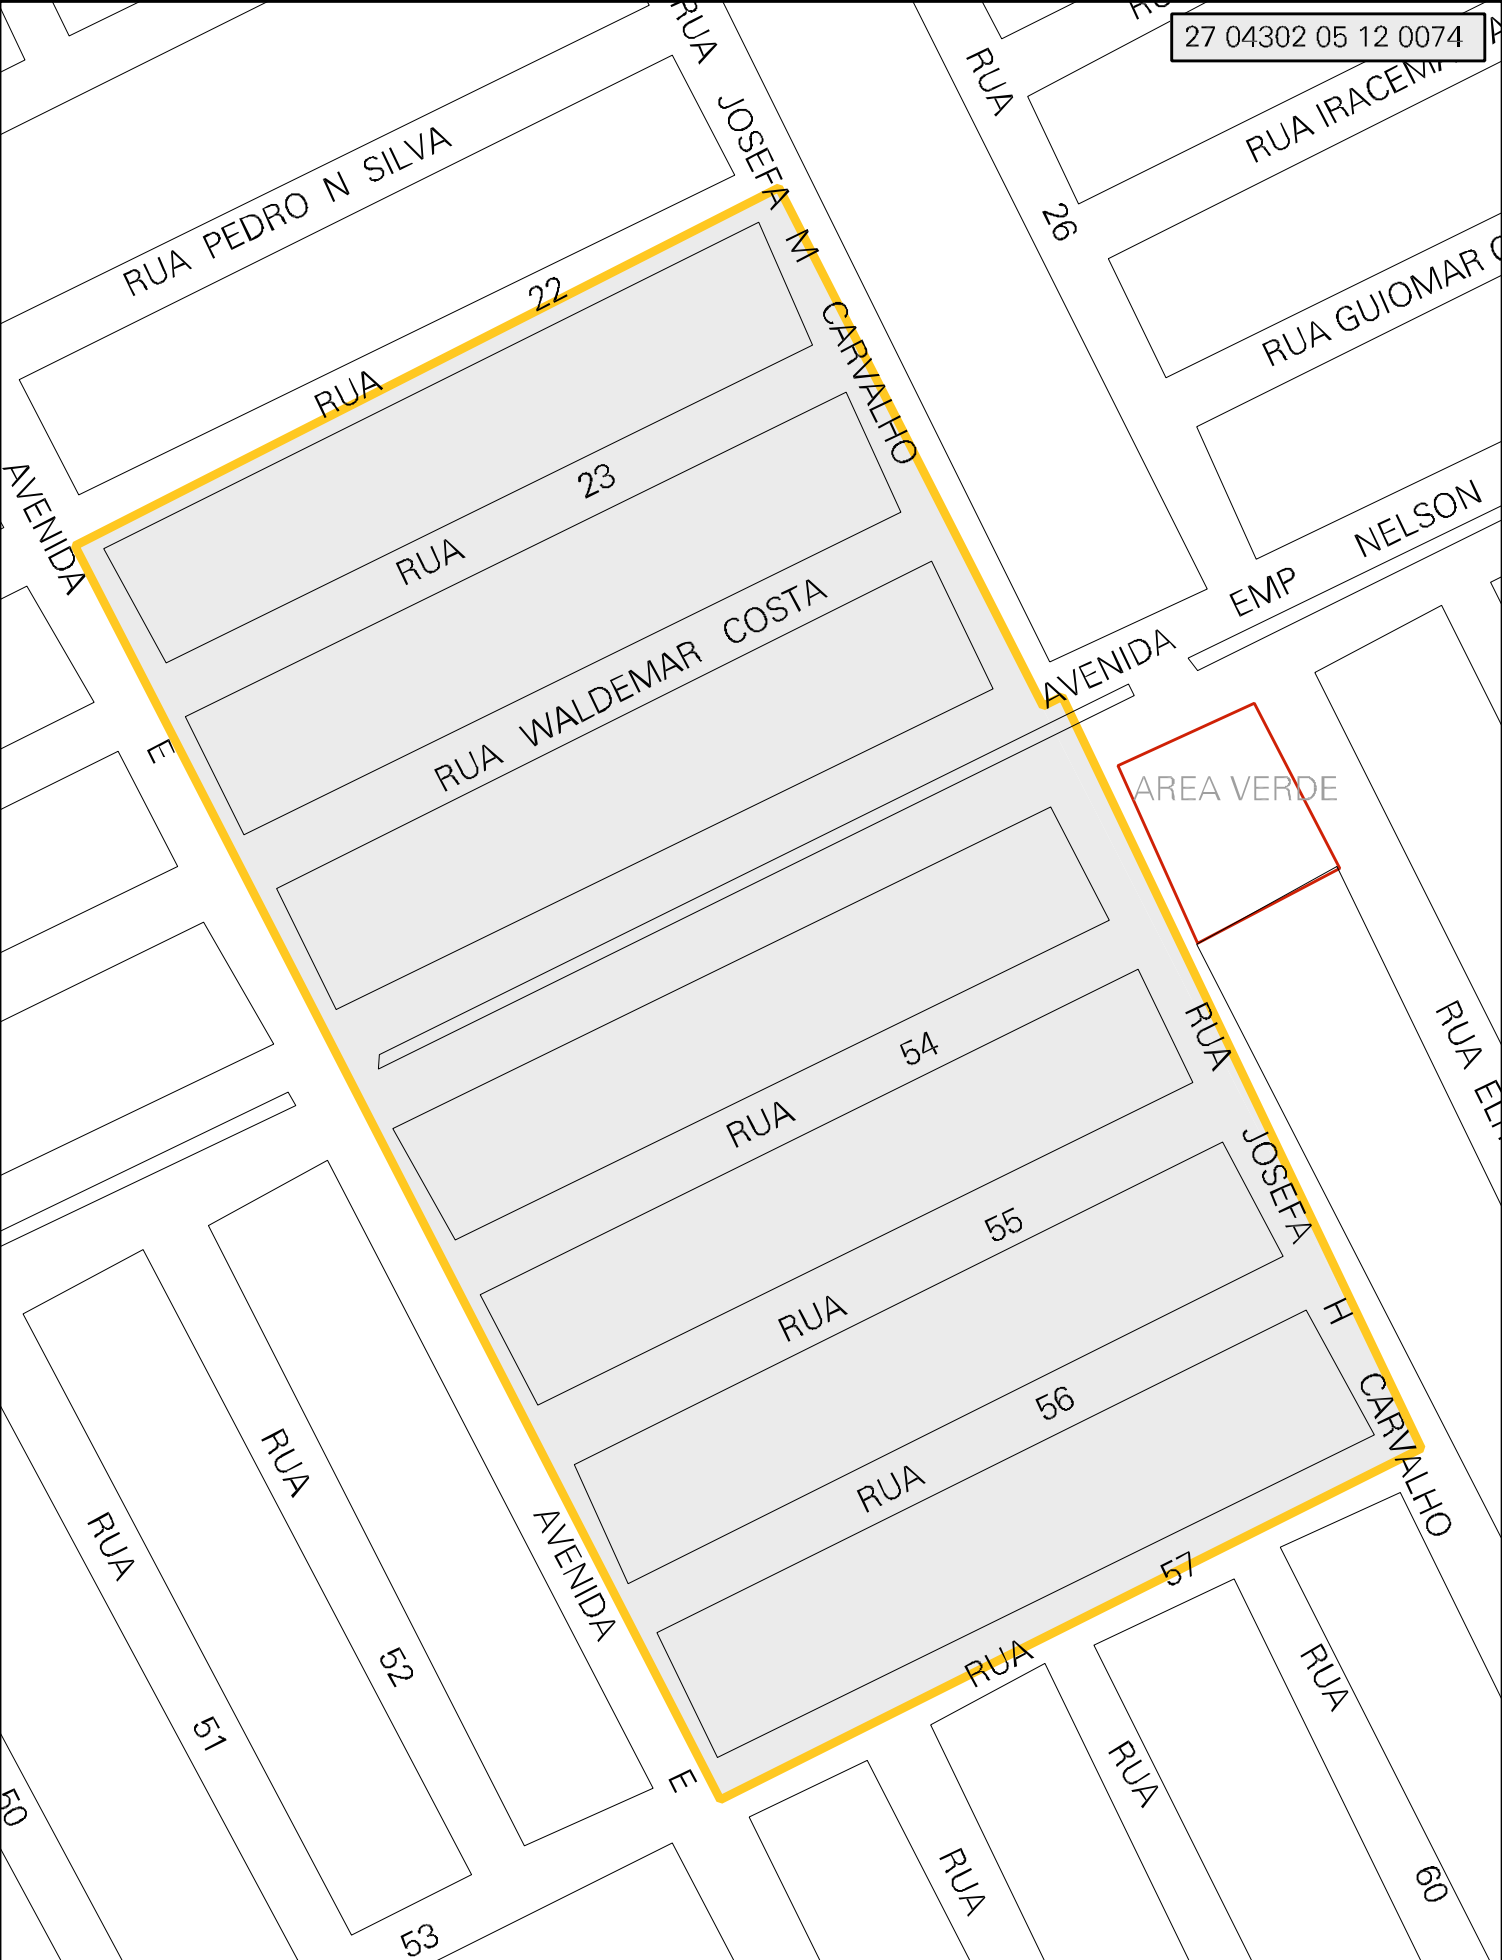 27 04302 05 12 0074
RUA JOSEFA M CARVALHO
RUA 26
RUA
RUA GUIOMAR
RUA PEDRO N SILVA
RUA 22
RUA 23
RUA WALDEMAR COSTA
AVENIDA EMP NELSON
AVENIDA E
AREA VERDE
RUA 54
RUA 55
RUA 56
RUA 57
RUA JOSEFA H CARVALHO
RUA
AVENIDA E
RUA 52
RUA 51
50
53
RUA
RUA
RUA 60